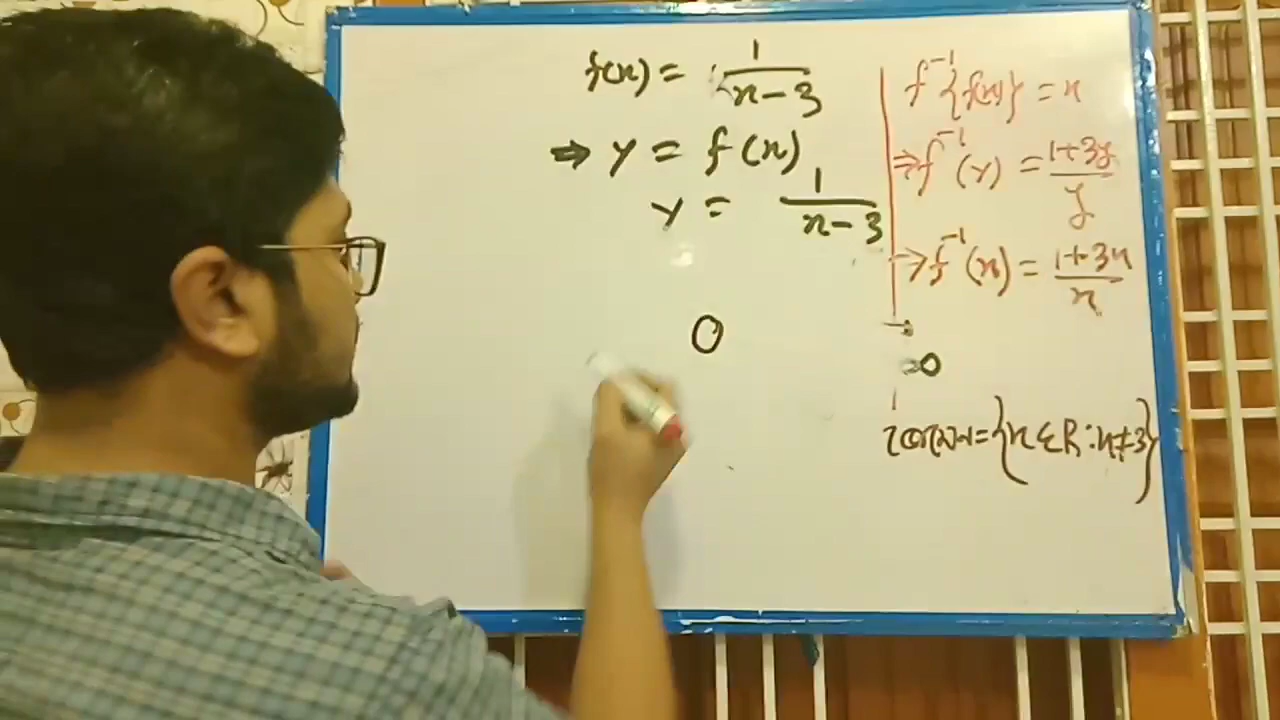 f(x) = 1/(x-3)
⇒ y = f(x)
y = 1/(x-3)
0
f⁻¹{f(x)} = x
⇒ f⁻¹(y) = (1+3y)/y
⇒ f⁻¹(x) = (1+3x)/x
→
0
= {x ∈ R : x ≠ 3}